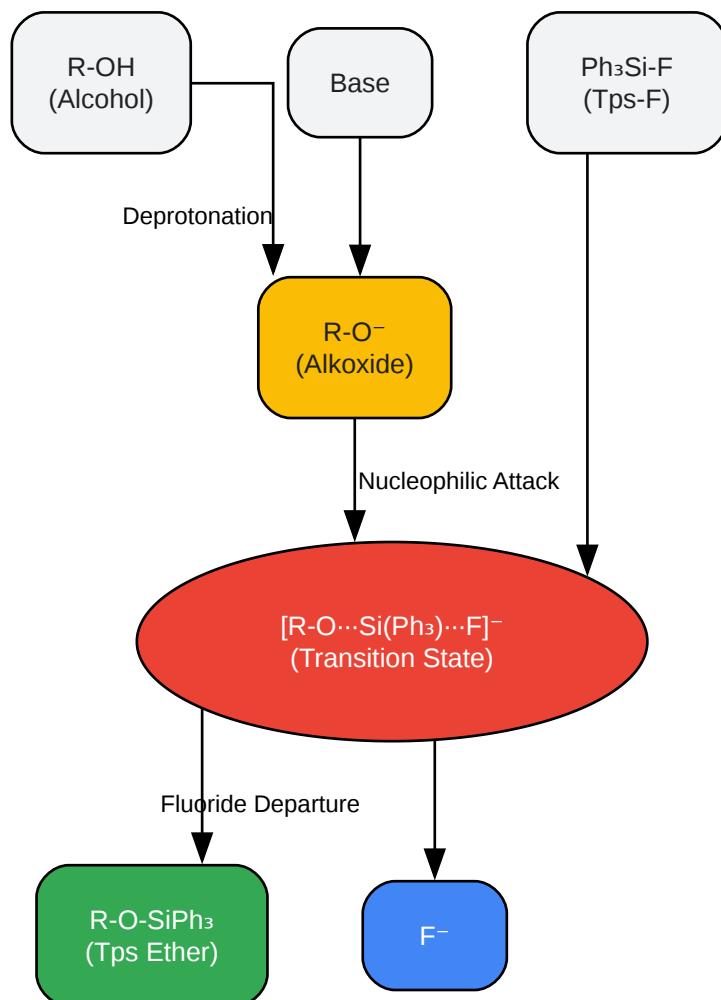 R-OH
(Alcohol)
Base
Ph₃Si-F
(Tps-F)
Deprotonation
R-O⁻
(Alkoxide)
Nucleophilic Attack
[R-O···Si(Ph₃)···F]⁻
(Transition State)
Fluoride Departure
R-O-SiPh₃
(Tps Ether)
F⁻